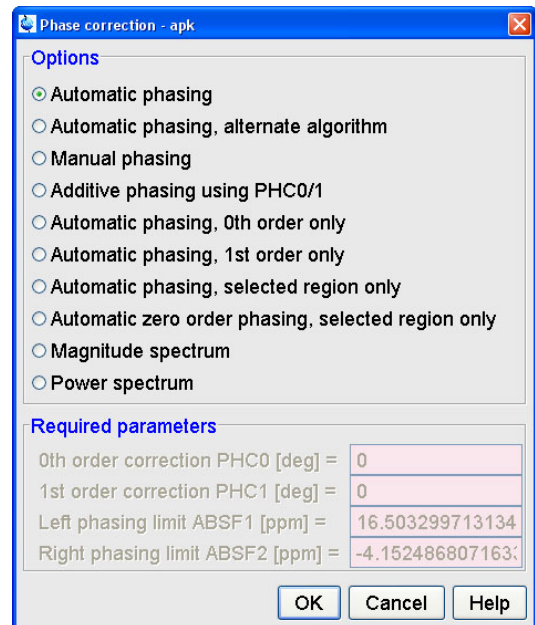 Phase correction - apk
Options
Automatic phasing
Automatic phasing, alternate algorithm
Manual phasing
Additive phasing using PHC0/1
Automatic phasing, 0th order only
Automatic phasing, 1st order only
Automatic phasing, selected region only
Automatic zero order phasing, selected region only
Magnitude spectrum
Power spectrum
Required parameters
0th order correction PHC0 [deg] = 0
1st order correction PHC1 [deg] = 0
Left phasing limit ABSF1 [ppm] = 16.503299713134
Right phasing limit ABSF2 [ppm] = -4.152486807163
OK Cancel Help